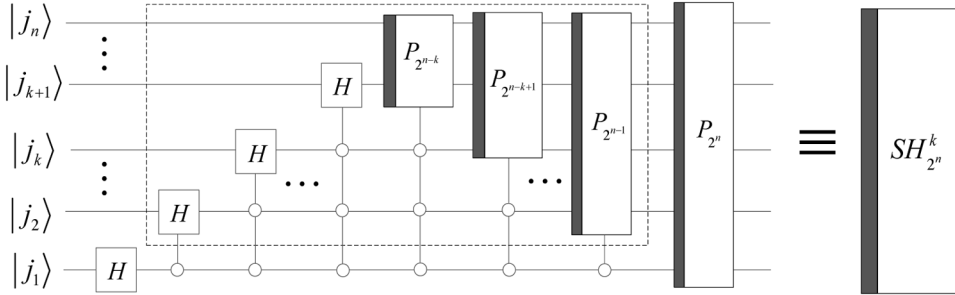 |j_n⟩
|j_{k+1}⟩
|j_k⟩
|j_2⟩
|j_1⟩
H
H
H
H
P_{2^{n-k}}
P_{2^{n-k+1}}
P_{2^{n-1}}
P_{2^n}
≡
SH^k_{2^n}